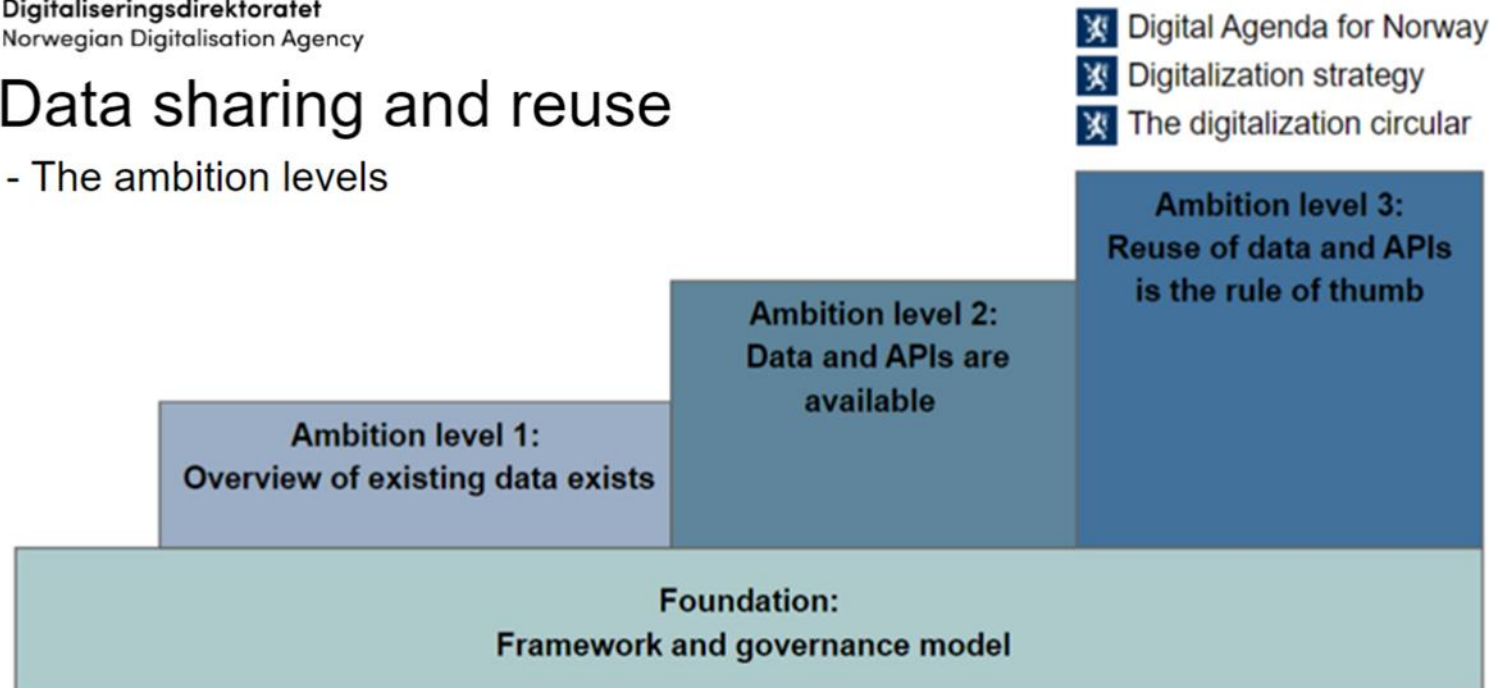 Digitaliseringsdirektoratet
Norwegian Digitalisation Agency
Data sharing and reuse
- The ambition levels
Digital Agenda for Norway
Digitalization strategy
The digitalization circular
Ambition level 1:
Overview of existing data exists
Ambition level 2:
Data and APIs are
available
Ambition level 3:
Reuse of data and APIs
is the rule of thumb
Foundation:
Framework and governance model